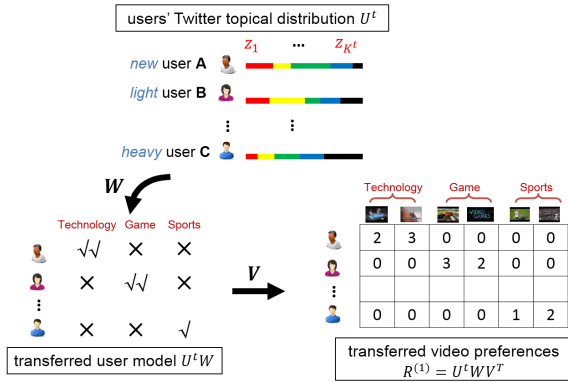 users' Twitter topical distribution U^t
z_1 ... z_{K^t}
new user A
light user B
⋮ ⋮
heavy user C
W
Technology Game Sports
√√ × ×
× √√ ×
⋮
× × √
transferred user model U^tW
V
Technology Game Sports
2 3 0 0 0 0
0 0 3 2 0 0
⋮
0 0 0 0 1 2
transferred video preferences
R^{(1)} = U^tWV^T